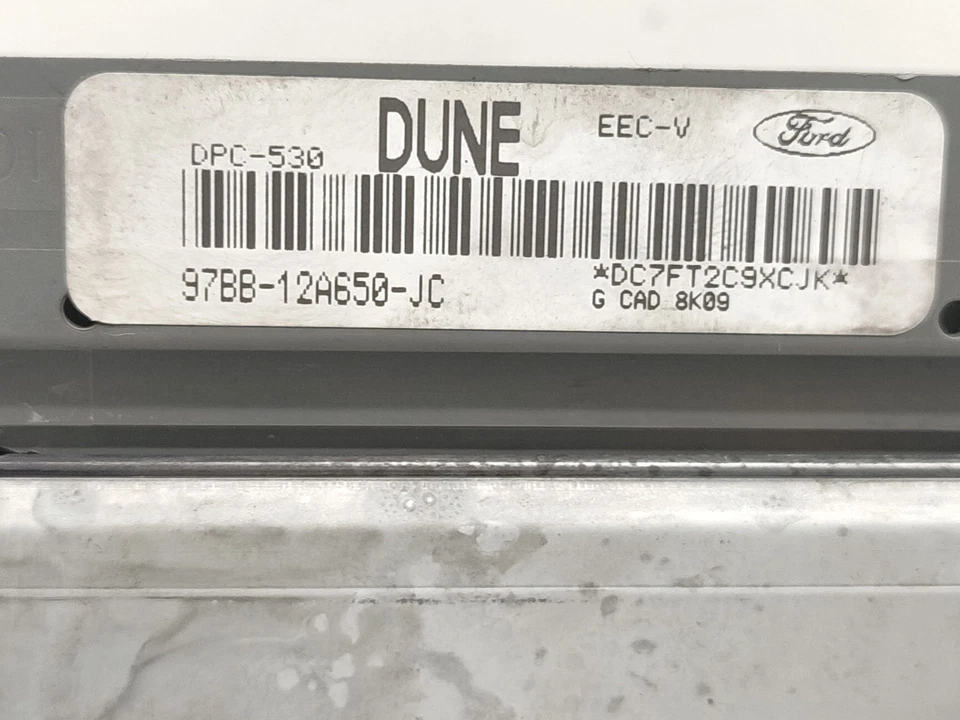 DUNE EEC-V Ford
DPC-530
97BB-12A650-JC *DC7FT2C9XCJK*
G CAD 8K09